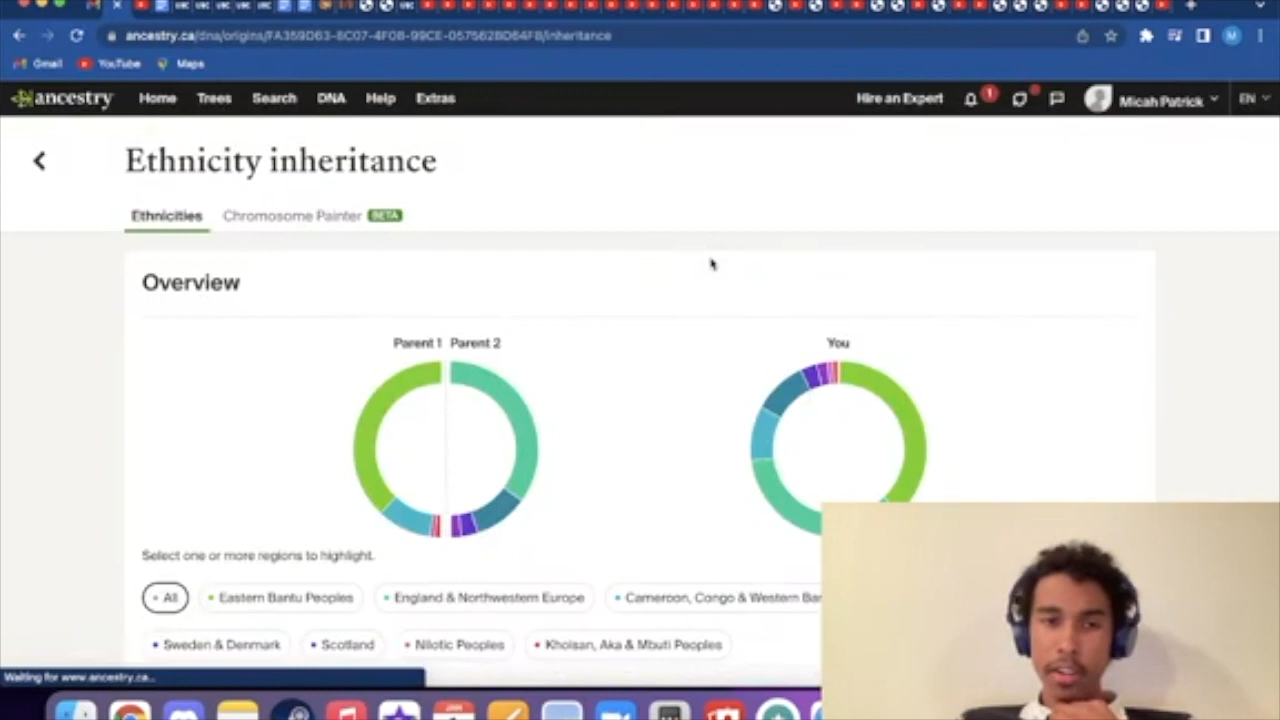 ancestry.ca/dna/origins/FA359D63-8C07-4F08-99CE-0575628D64F8/inheritance
Gmail YouTube Maps
ancestry Home Trees Search DNA Help Extras Hire an Expert 1 Micah Patrick EN
Ethnicity inheritance
Ethnicities Chromosome Painter BETA
Overview
Parent 1 Parent 2 You
Select one or more regions to highlight.
All Eastern Bantu Peoples England & Northwestern Europe Cameroon, Congo & Western Ban
Sweden & Denmark Scotland Nilotic Peoples Khoisan, Aka & Mbuti Peoples
Waiting for www.ancestry.ca...